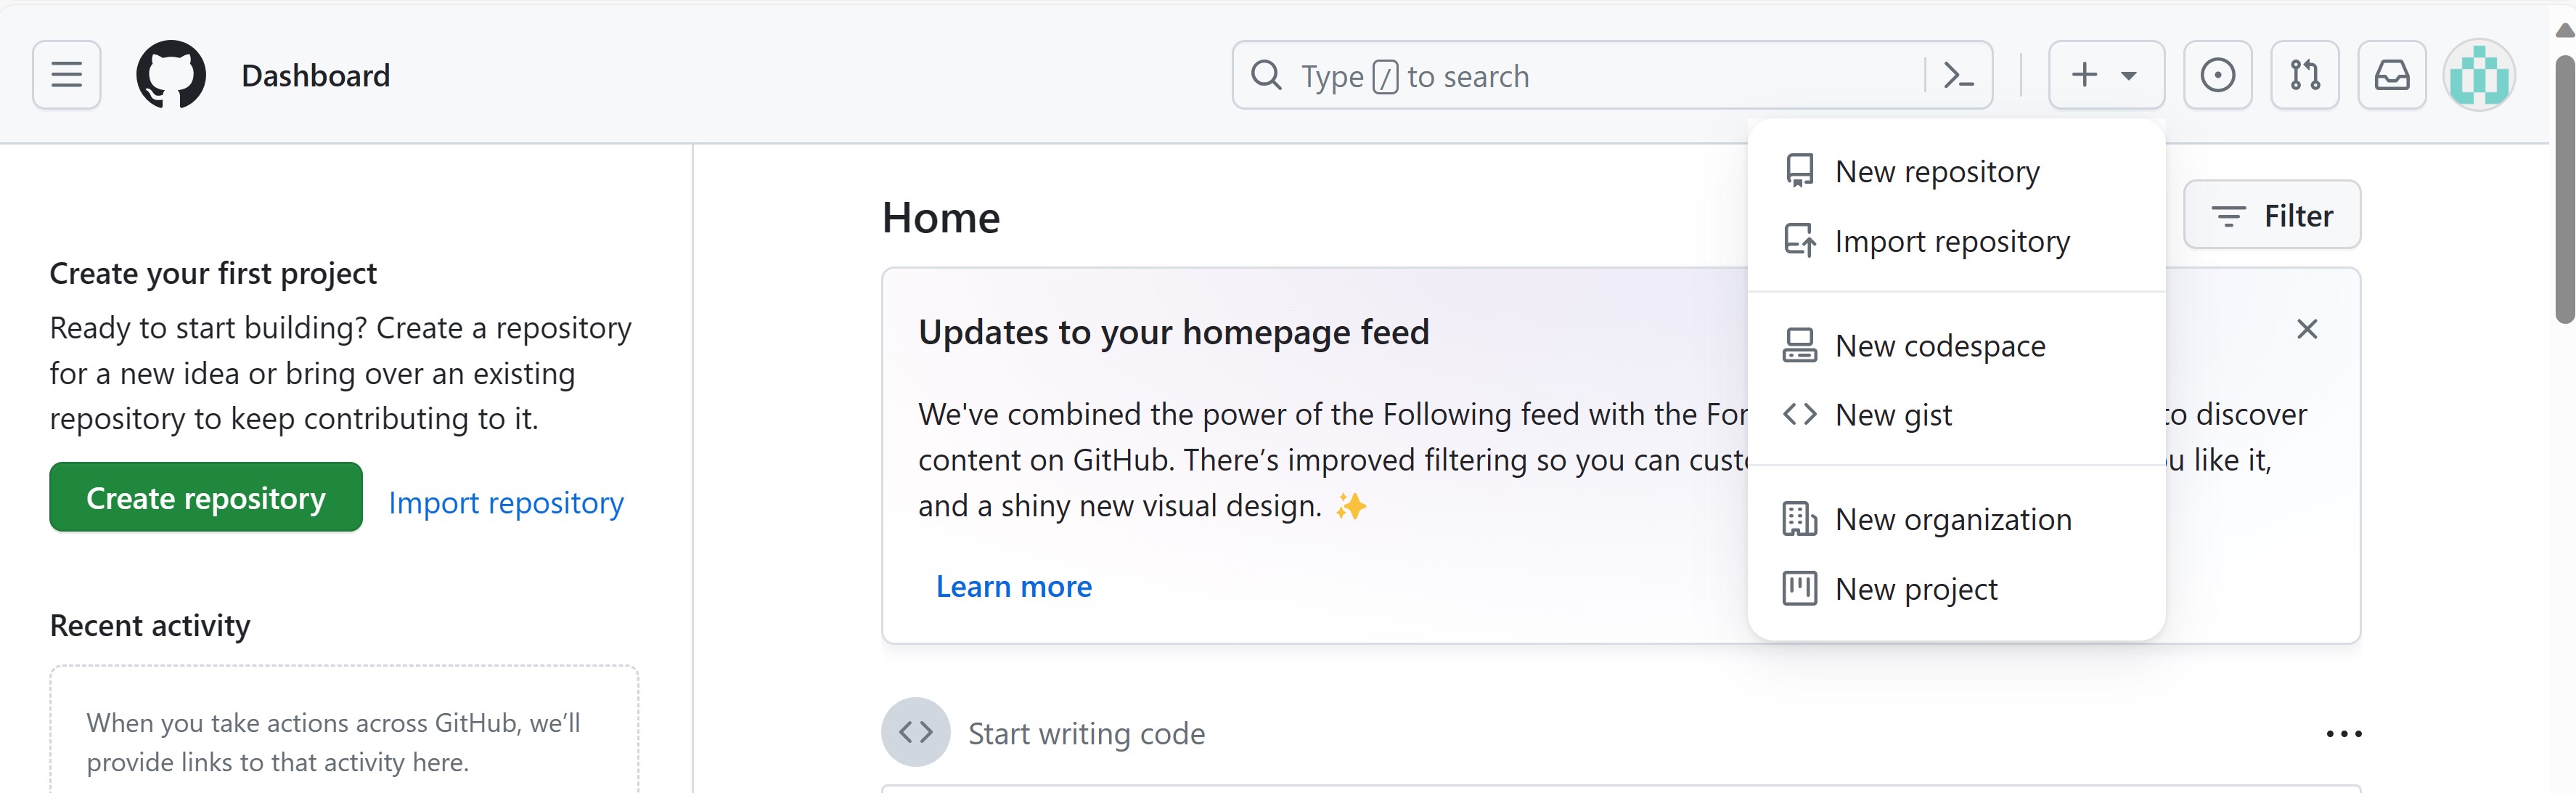 Dashboard
Type / to search
New repository
Import repository
New codespace
New gist
New organization
New project
Create your first project
Ready to start building? Create a repository
for a new idea or bring over an existing
repository to keep contributing to it.
Create repository
Import repository
Recent activity
When you take actions across GitHub, we’ll
provide links to that activity here.
Home
Filter
Updates to your homepage feed
We've combined the power of the Following feed with the to discover
content on GitHub. There’s improved filtering so you can like it,
and a shiny new visual design. ✨
Learn more
Start writing code